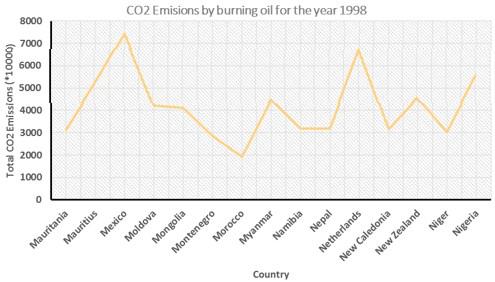 CO2 Emisions by burning oil for the year 1998
Total CO2 Emissions (*10000)
8000
7000
6000
5000
4000
3000
2000
1000
0
Mauritania
Mauritius
Mexico
Moldova
Mongolia
Montenegro
Morocco
Myanmar
Namibia
Nepal
Netherlands
New Caledonia
New Zealand
Niger
Nigeria
Country